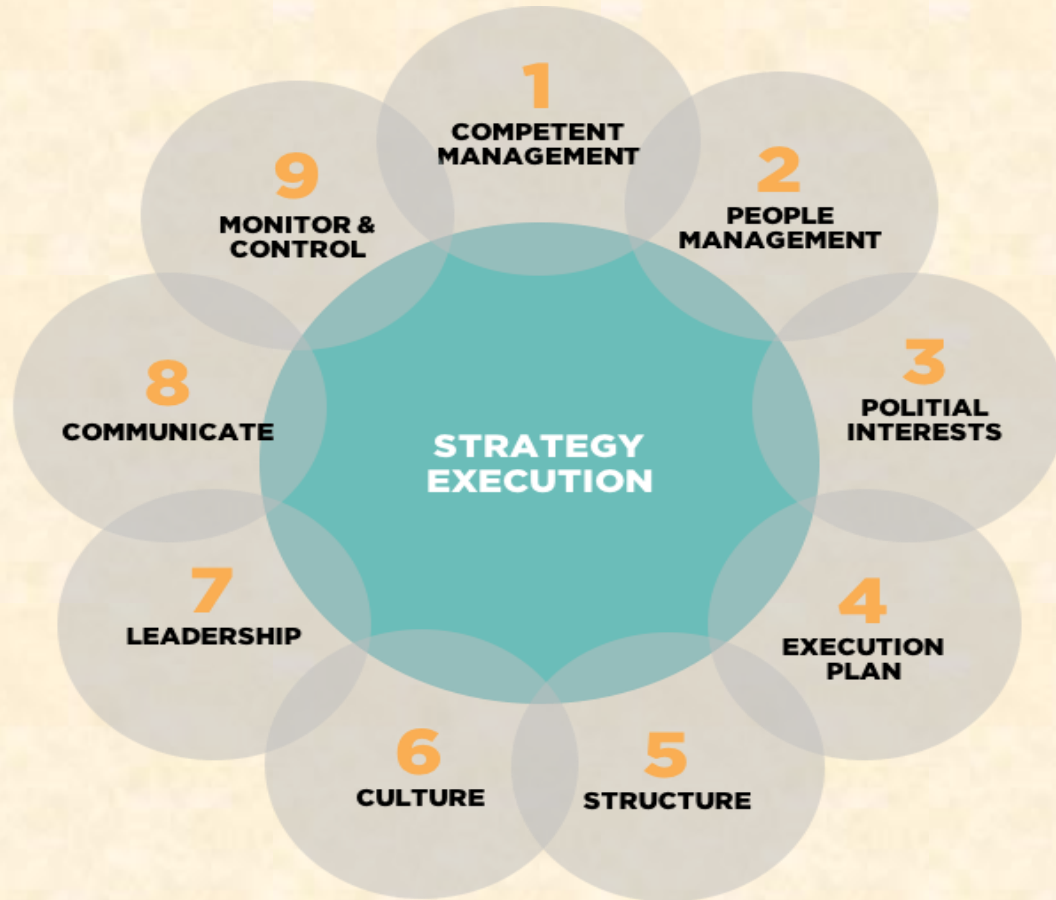 1
COMPETENT
MANAGEMENT
2
PEOPLE
MANAGEMENT
3
POLITIAL
INTERESTS
4
EXECUTION
PLAN
5
STRUCTURE
6
CULTURE
7
LEADERSHIP
8
COMMUNICATE
9
MONITOR &
CONTROL
STRATEGY
EXECUTION